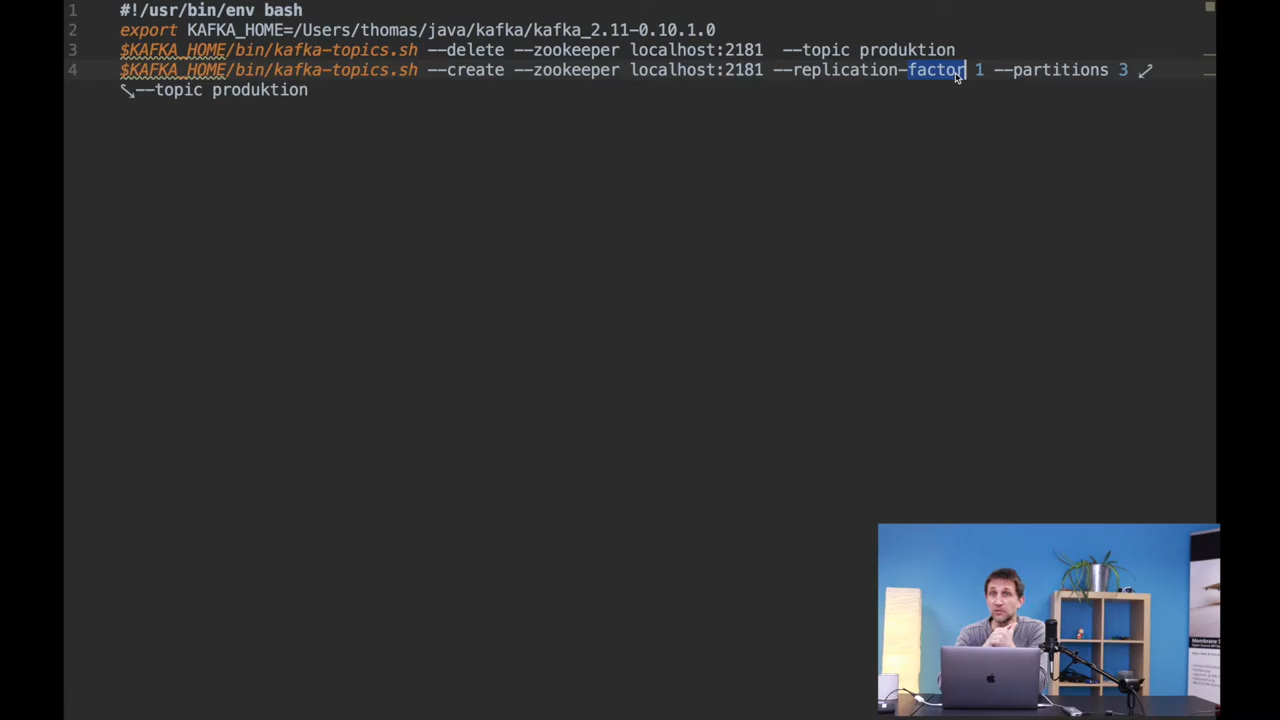 1 #!/usr/bin/env bash
2 export KAFKA_HOME=/Users/thomas/java/kafka/kafka_2.11-0.10.1.0
3 $KAFKA_HOME/bin/kafka-topics.sh --delete --zookeeper localhost:2181  --topic produktion
4 $KAFKA_HOME/bin/kafka-topics.sh --create --zookeeper localhost:2181 --replication-factor 1 --partitions 3
--topic produktion
Membrane S